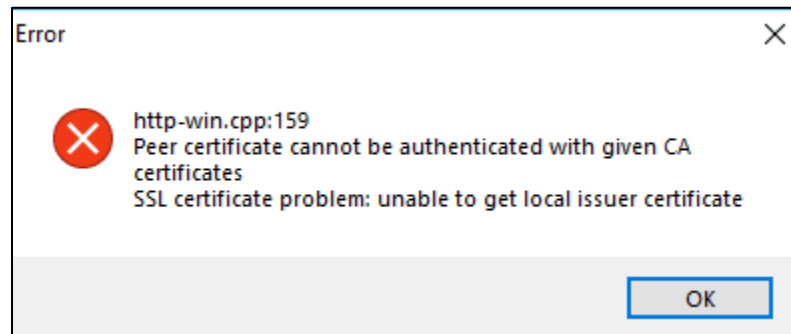 Error
http-win.cpp:159
Peer certificate cannot be authenticated with given CA
certificates
SSL certificate problem: unable to get local issuer certificate
OK